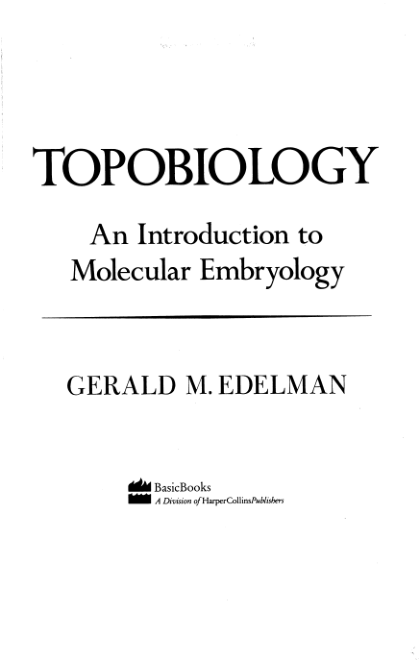 TOPOBIOLOGY
An Introduction to
Molecular Embryology
GERALD M. EDELMAN
BasicBooks
A Division of HarperCollinsPublishers